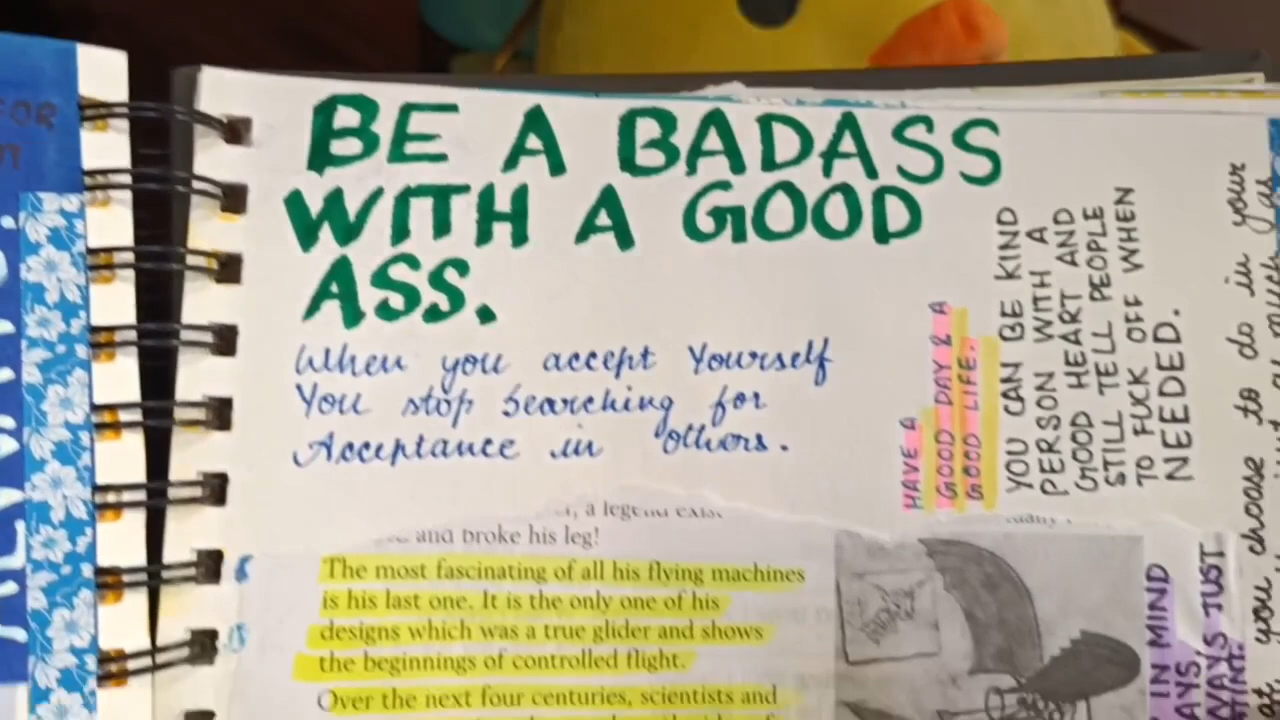 FOR
BE A BADASS
WITH A GOOD
ASS.
When you accept Yourself
You stop Searching for
Acceptance in others.
HAVE A
GOOD DAY & A
GOOD LIFE.
YOU CAN BE KIND
PERSON WITH A
GOOD HEART AND
STILL TELL PEOPLE
TO FUCK OFF WHEN
NEEDED.
you choose to do in your
, a legend
and broke his leg!
The most fascinating of all his flying machines
is his last one. It is the only one of his
designs which was a true glider and shows
the beginnings of controlled flight.
Over the next four centuries, scientists and
IN MIND
JUST